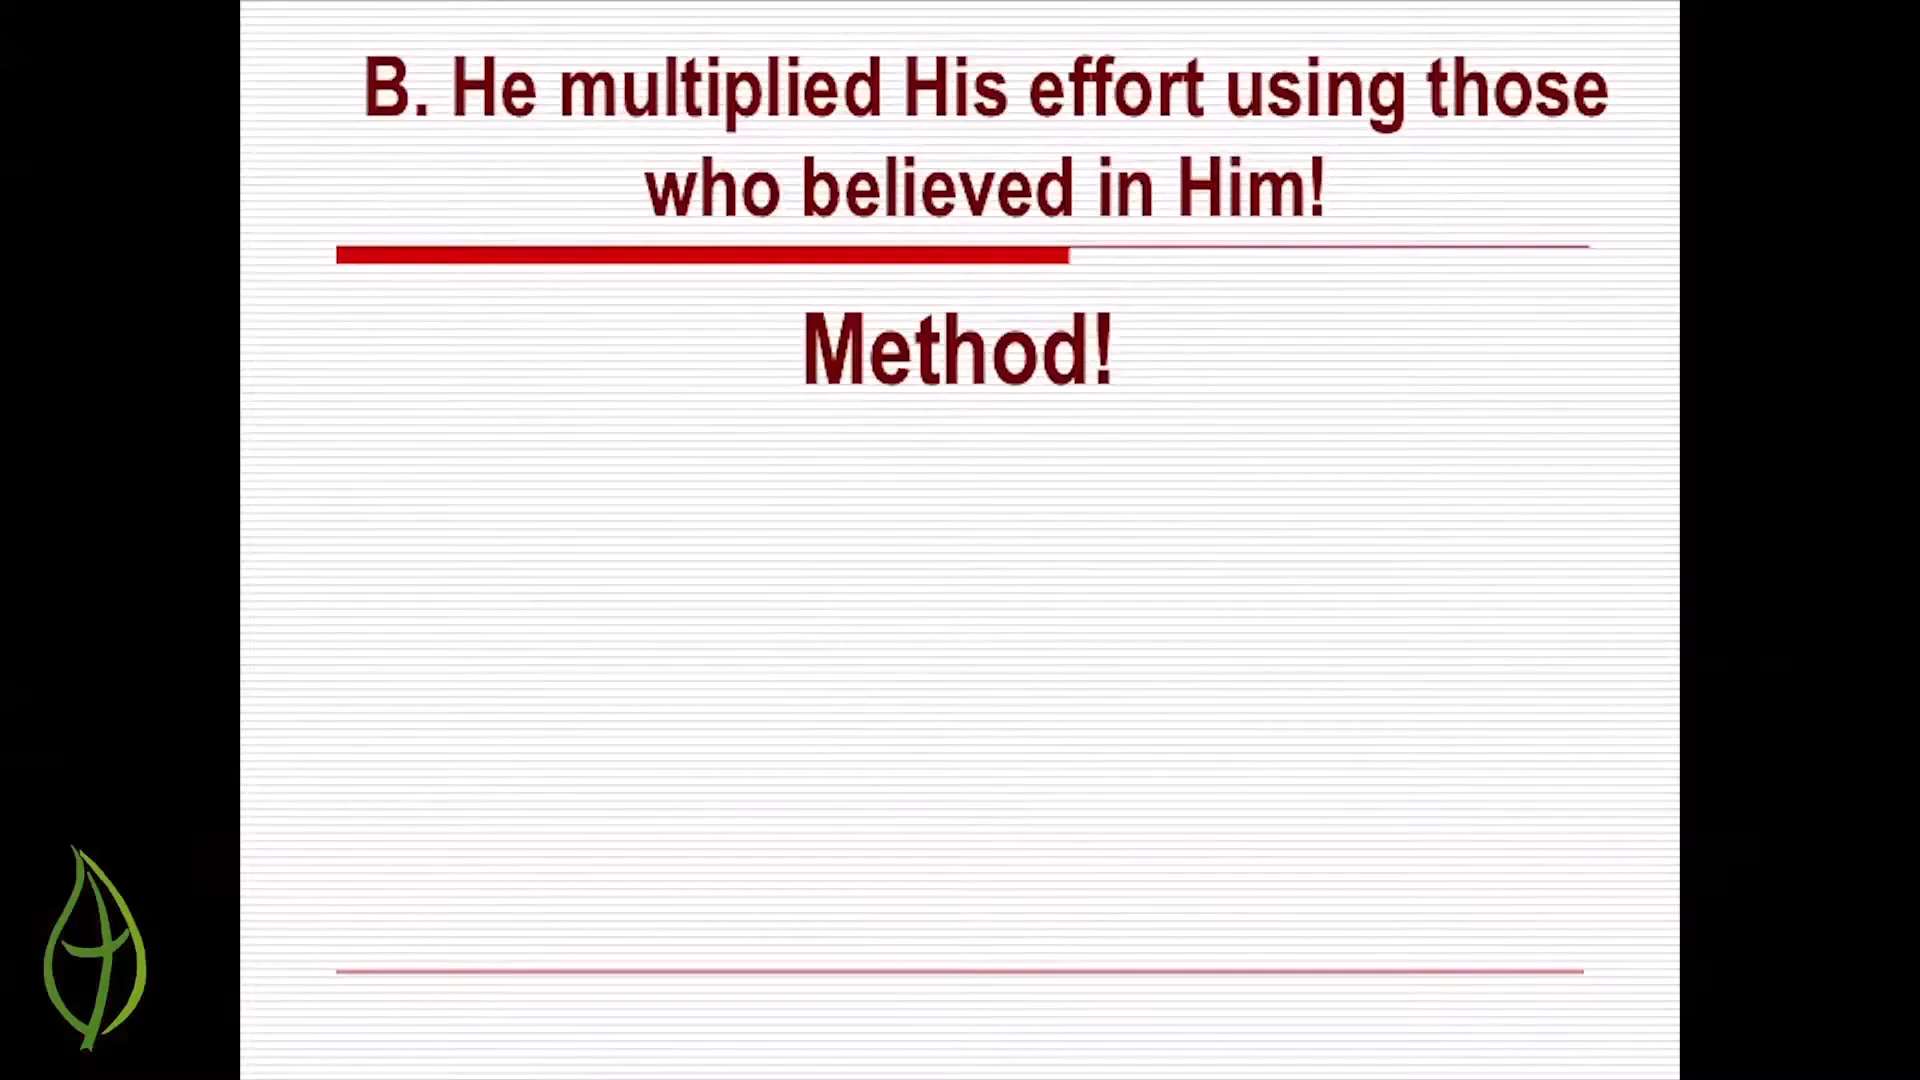 B. He multiplied His effort using those
who believed in Him!
Method!